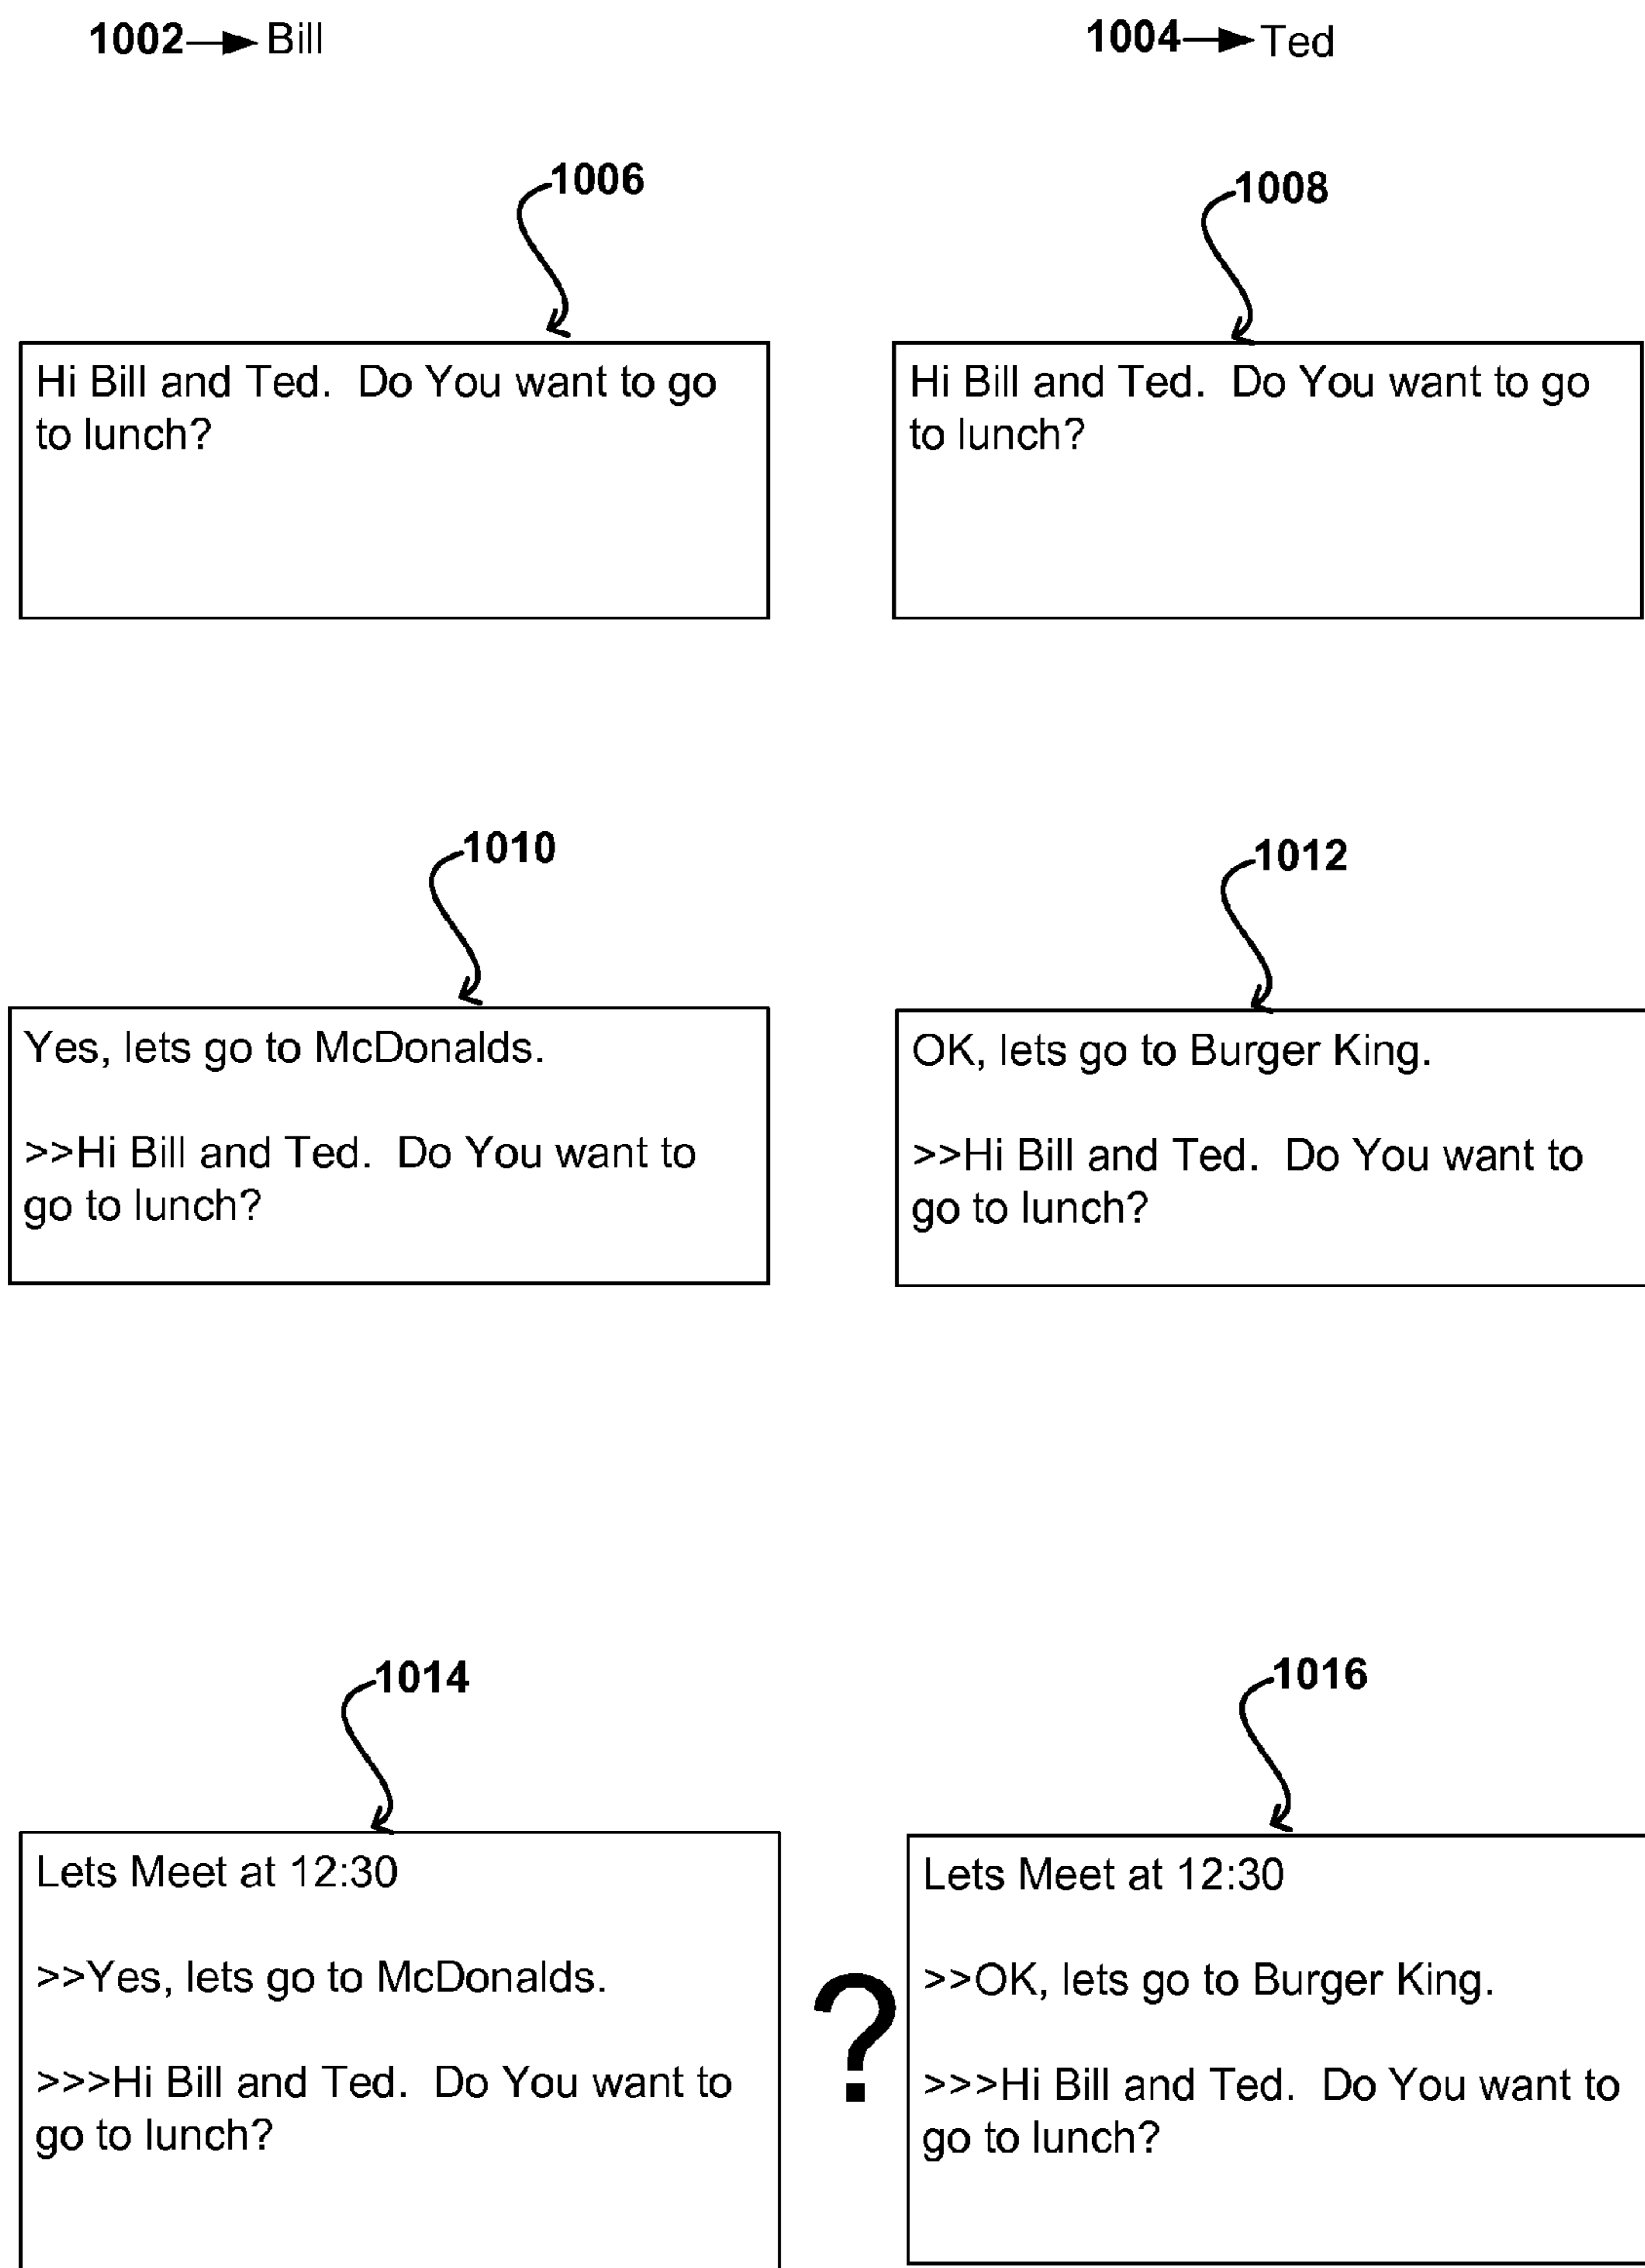 1002 Bill
1004 Ted
1006
1008
Hi Bill and Ted.  Do You want to go
to lunch?
Hi Bill and Ted.  Do You want to go
to lunch?
1010
1012
Yes, lets go to McDonalds.
>>Hi Bill and Ted.  Do You want to
go to lunch?
OK, lets go to Burger King.
>>Hi Bill and Ted.  Do You want to
go to lunch?
1014
1016
Lets Meet at 12:30
>>Yes, lets go to McDonalds.
>>>Hi Bill and Ted.  Do You want to
go to lunch?
?
Lets Meet at 12:30
>>OK, lets go to Burger King.
>>>Hi Bill and Ted.  Do You want to
go to lunch?